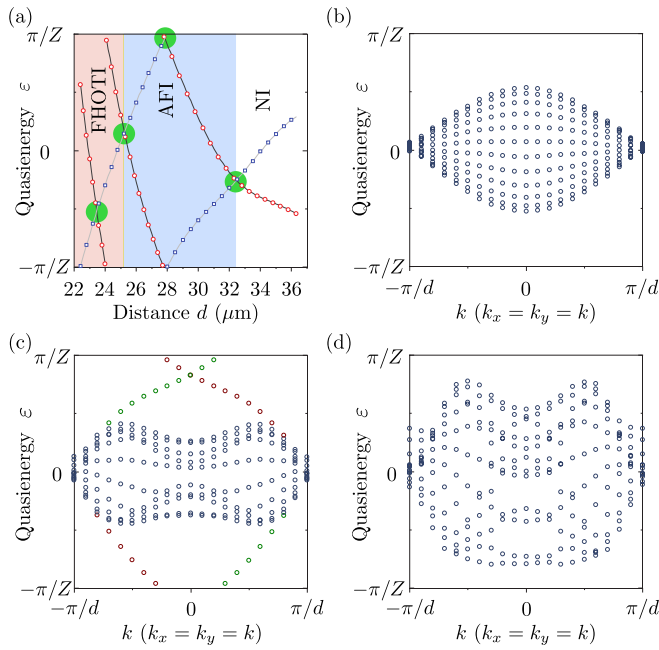 (a)
π/Z
0
−π/Z
Quasienergy ε
FHOTI
AFI
NI
22 24 26 28 30 32 34 36
Distance d (μm)
(b)
π/Z
0
−π/Z
Quasienergy ε
−π/d 0 π/d
k (kx = ky = k)
(c)
π/Z
0
−π/Z
Quasienergy ε
−π/d 0 π/d
k (kx = ky = k)
(d)
π/Z
0
−π/Z
Quasienergy ε
−π/d 0 π/d
k (kx = ky = k)